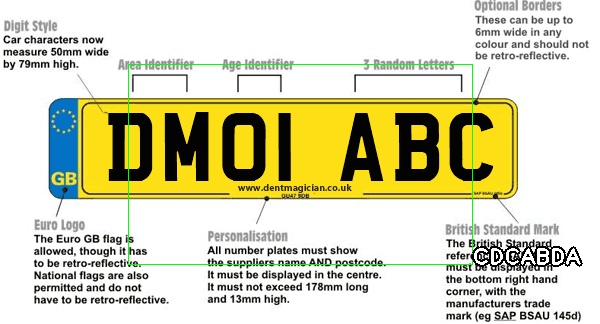 Optional Borders
These can be up to
6mm wide in any
colour and should not
be retro-reflective.
Digit Style
Car characters now
measure 50mm wide
by 79mm high.
Area Identifier
Age Identifier
3 Random Letters
DM01 ABC
GB
www.dentmagician.co.uk
GU47 9DB
SAP BSAU 145d
Euro Logo
The Euro GB flag is
allowed, though it has
to be retro-reflective.
National flags are also
permitted and do not
have to be retro-reflective.
Personalisation
All number plates must show
the suppliers name AND postcode.
It must be displayed in the centre.
It must not exceed 178mm long
and 13mm high.
British Standard Mark
The British Standard
CDCABDA
must be displayed in
the bottom right hand
corner, with the
manufacturers trade
mark (eg SAP BSAU 145d)